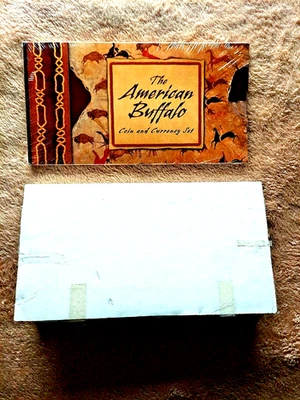 The
American
Buffalo
Coin and Currency Set